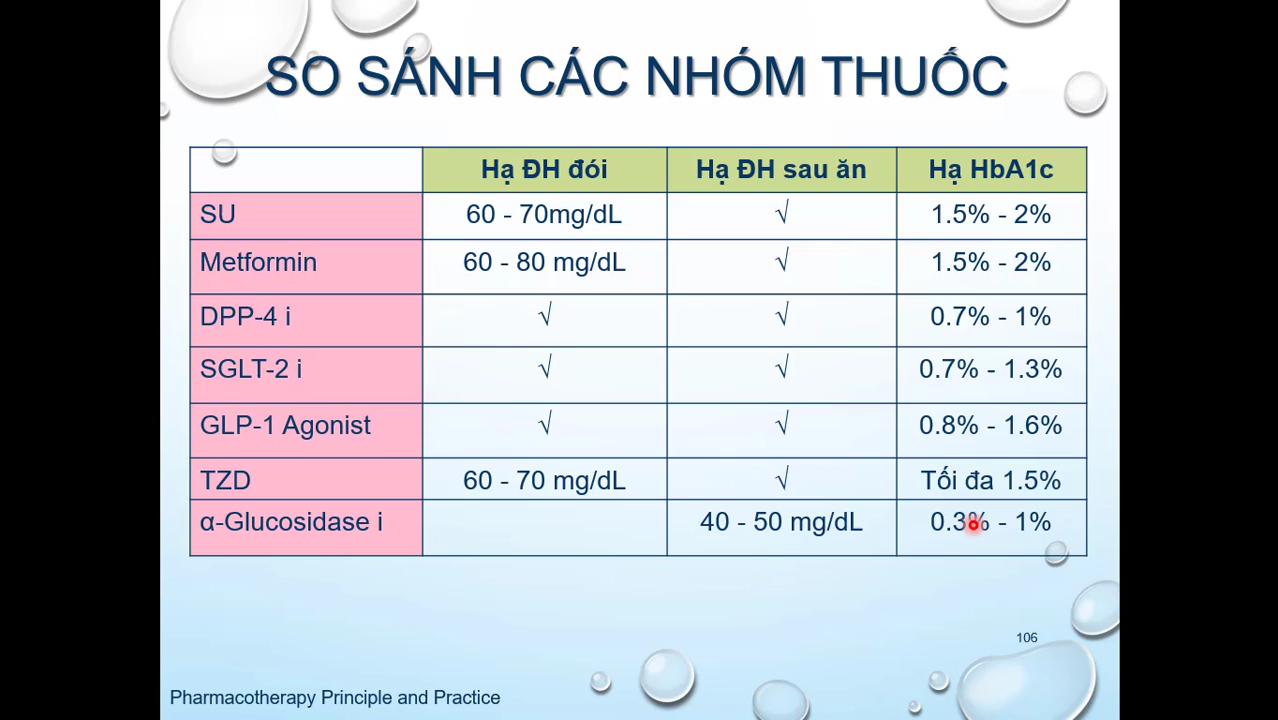 SO SÁNH CÁC NHÓM THUỐC
Hạ ĐH đói Hạ ĐH sau ăn Hạ HbA1c
SU 60 - 70mg/dL √ 1.5% - 2%
Metformin 60 - 80 mg/dL √ 1.5% - 2%
DPP-4 i √ √ 0.7% - 1%
SGLT-2 i √ √ 0.7% - 1.3%
GLP-1 Agonist √ √ 0.8% - 1.6%
TZD 60 - 70 mg/dL √ Tối đa 1.5%
α-Glucosidase i 40 - 50 mg/dL 0.3% - 1%
106
Pharmacotherapy Principle and Practice